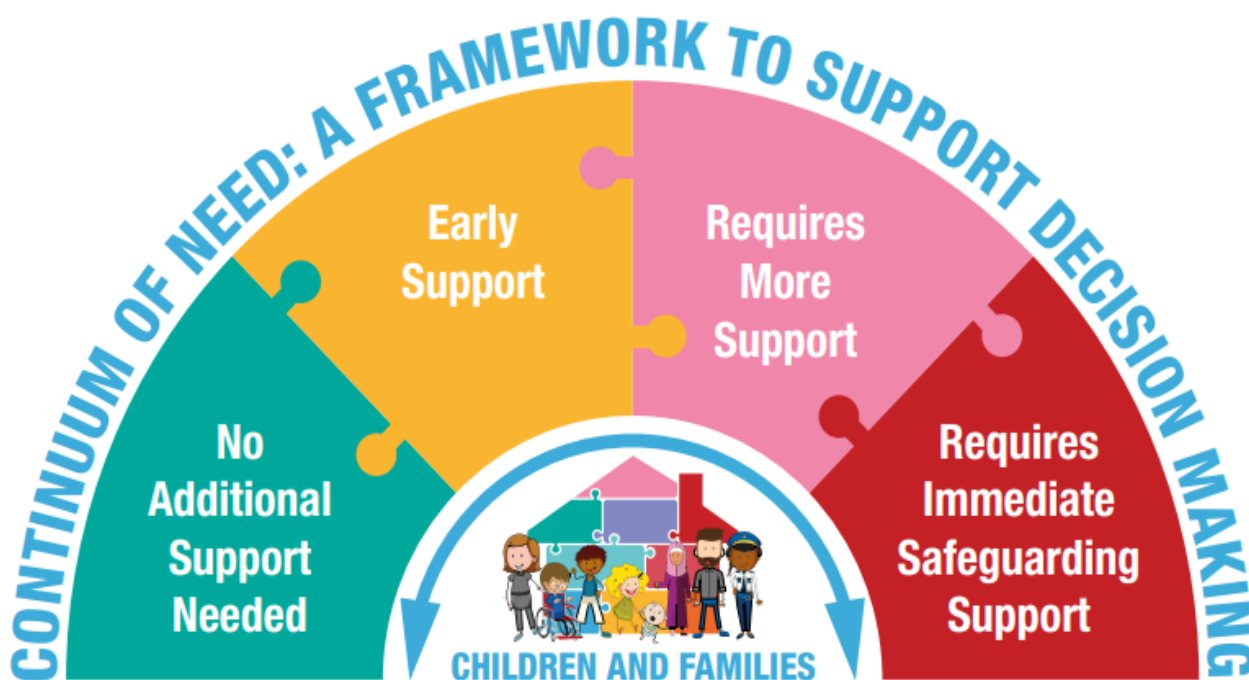 CONTINUUM OF NEED: A FRAMEWORK TO SUPPORT DECISION MAKING
No
Additional
Support
Needed
Early
Support
Requires
More
Support
Requires
Immediate
Safeguarding
Support
CHILDREN AND FAMILIES